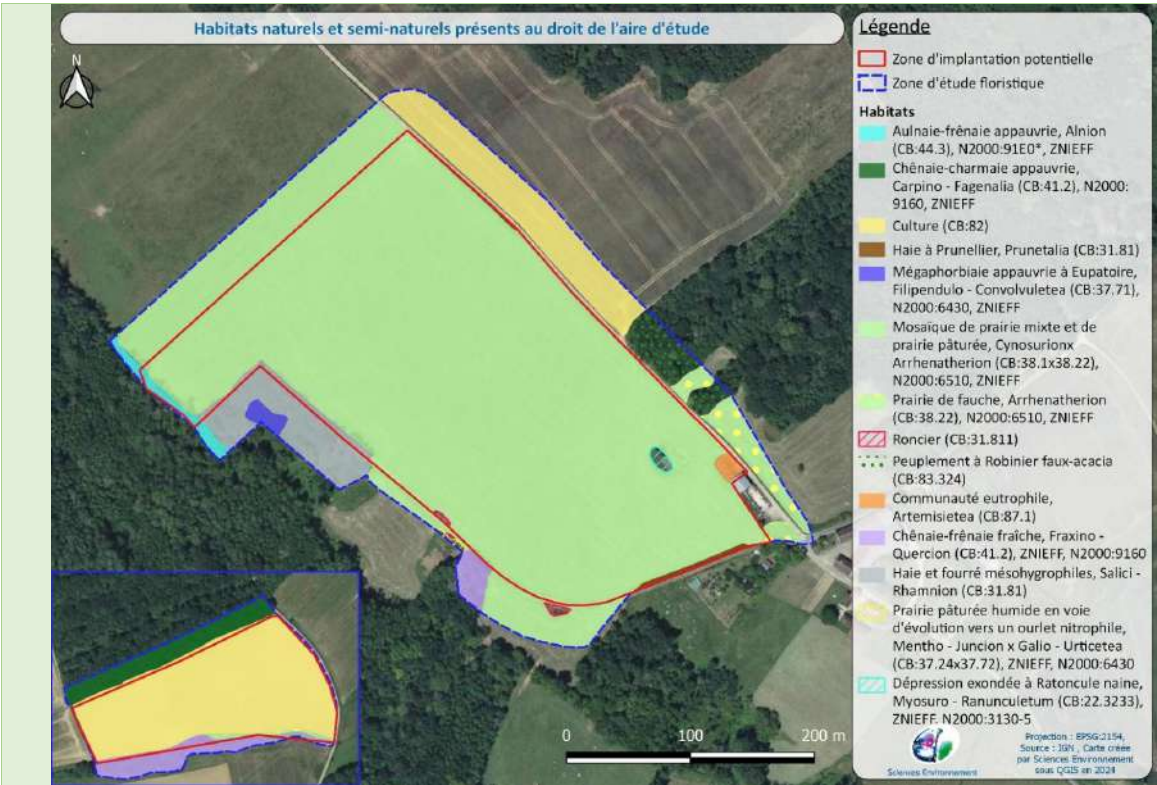 Habitats naturels et semi-naturels présents au droit de l'aire d'étude
N
0 100 200 m
Légende
Zone d'implantation potentielle
Zone d'étude floristique
Habitats
Aulnaie-frênaie appauvrie, Alnion
(CB:44.3), N2000:91E0*, ZNIEFF
Chênaie-charmaie appauvrie,
Carpino - Fagenalia (CB:41.2), N2000:
9160, ZNIEFF
Culture (CB:82)
Haie à Prunellier, Prunetalia (CB:31.81)
Mégaphorbiaie appauvrie à Eupatoire,
Filipendulo - Convolvuletea (CB:37.71),
N2000:6430, ZNIEFF
Mosaïque de prairie mixte et de
prairie pâturée, Cynosurionx
Arrhenatherion (CB:38.1x38.22),
N2000:6510, ZNIEFF
Prairie de fauche, Arrhenatherion
(CB:38.22), N2000:6510, ZNIEFF
Roncier (CB:31.811)
Peuplement à Robinier faux-acacia
(CB:83.324)
Communauté eutrophile,
Artemisietea (CB:87.1)
Chênaie-frênaie fraîche, Fraxino -
Quercion (CB:41.2), ZNIEFF, N2000:9160
Haie et fourré mésohygrophiles, Salici -
Rhamnion (CB:31.81)
Prairie pâturée humide en voie
d'évolution vers un ourlet nitrophile,
Mentho - Juncion x Galio - Urticetea
(CB:37.24x37.72), ZNIEFF, N2000:6430
Dépression exondée à Ratoncule naine,
Myosuro - Ranunculetum (CB:22.3233),
ZNIEFF, N2000:3130-5
Sciences Environnement
Projection : EPSG:2154,
Source : IGN , Carte créée
par Sciences Environnement
sous QGIS en 2024